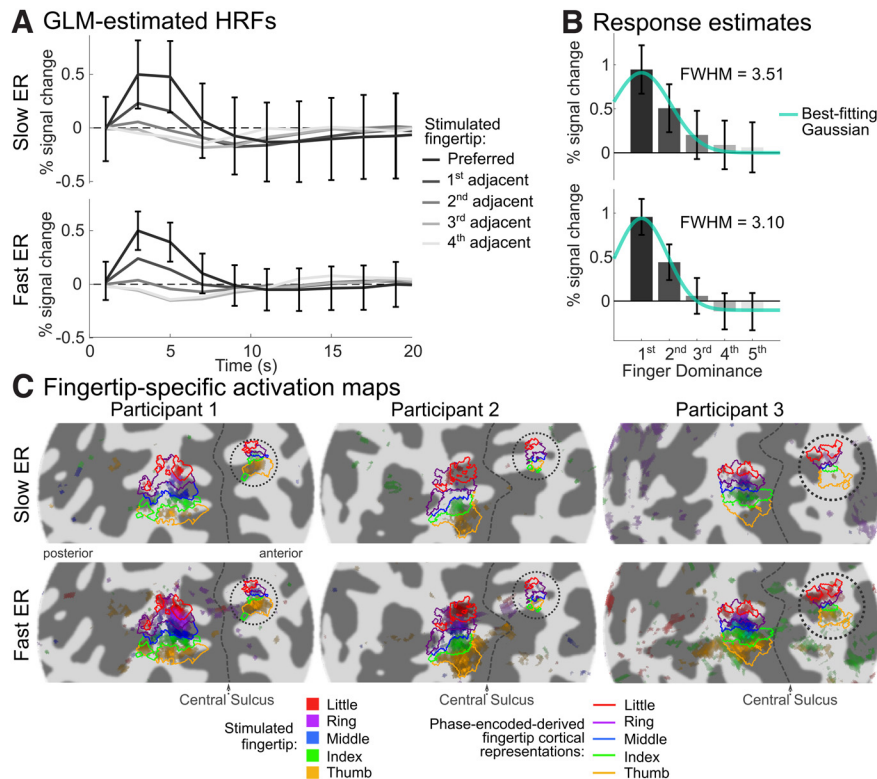 A GLM-estimated HRFs
Slow ER
% signal change
0.5
0
-0.5
Fast ER
% signal change
0.5
0
-0.5
0 5 10 15 20
Time (s)
Stimulated
fingertip:
Preferred
1st adjacent
2nd adjacent
3rd adjacent
4th adjacent
B Response estimates
% signal change
1
0.5
0
FWHM = 3.51
Best-fitting
Gaussian
% signal change
1
0
FWHM = 3.10
1st 2nd 3rd 4th 5th
Finger Dominance
C Fingertip-specific activation maps
Participant 1 Participant 2 Participant 3
Slow ER
posterior anterior
Fast ER
Central Sulcus Central Sulcus Central Sulcus
Stimulated
fingertip:
Little
Ring
Middle
Index
Thumb
Phase-encoded-derived
fingertip cortical
representations:
Little
Ring
Middle
Index
Thumb